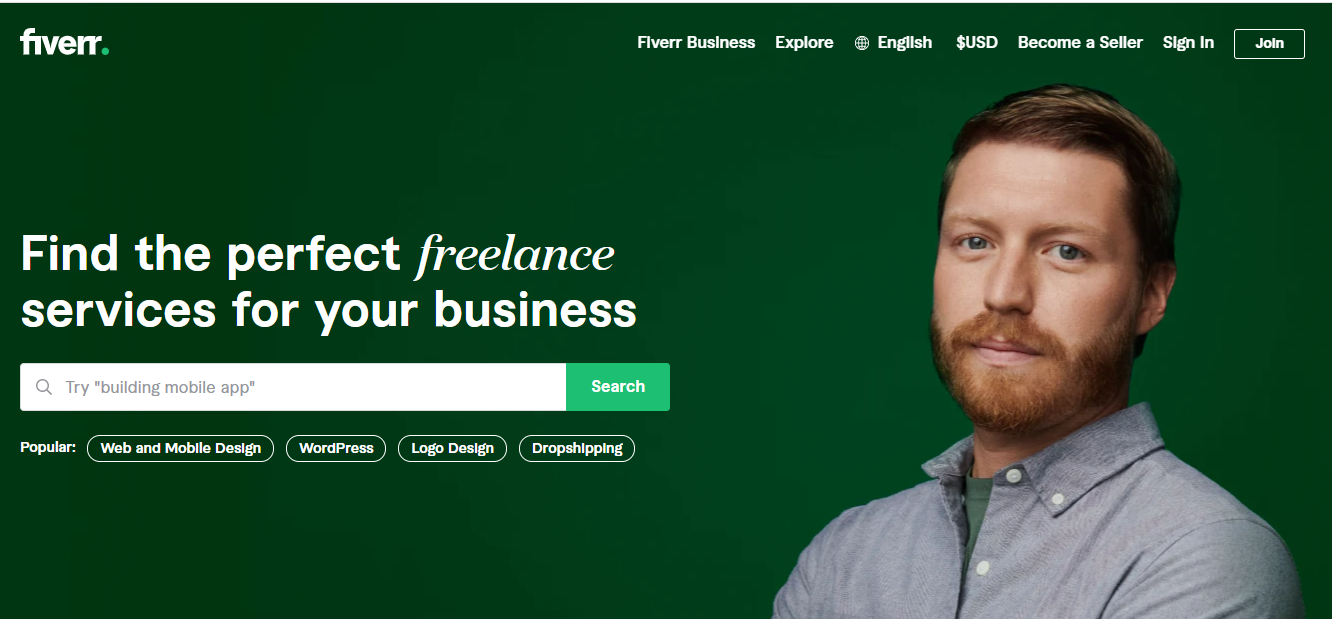 fiverr.
Fiverr Business Explore English $USD Become a Seller Sign In Join
Find the perfect freelance
services for your business
Try "building mobile app" Search
Popular: Web and Mobile Design WordPress Logo Design Dropshipping